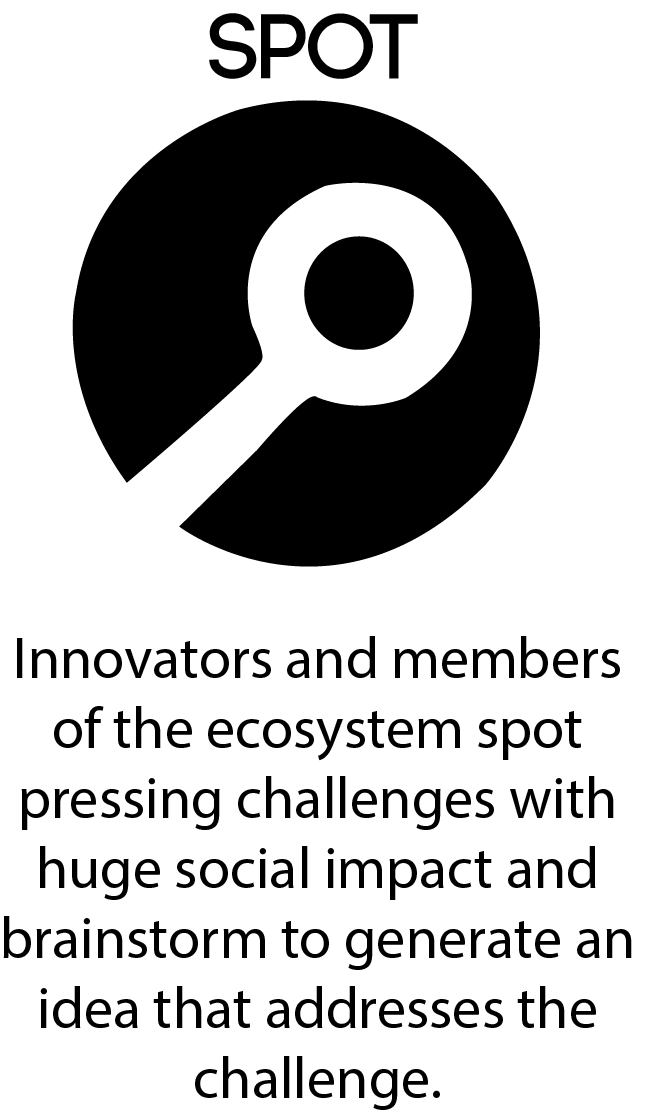 SPOT
Innovators and members
of the ecosystem spot
pressing challenges with
huge social impact and
brainstorm to generate an
idea that addresses the
challenge.